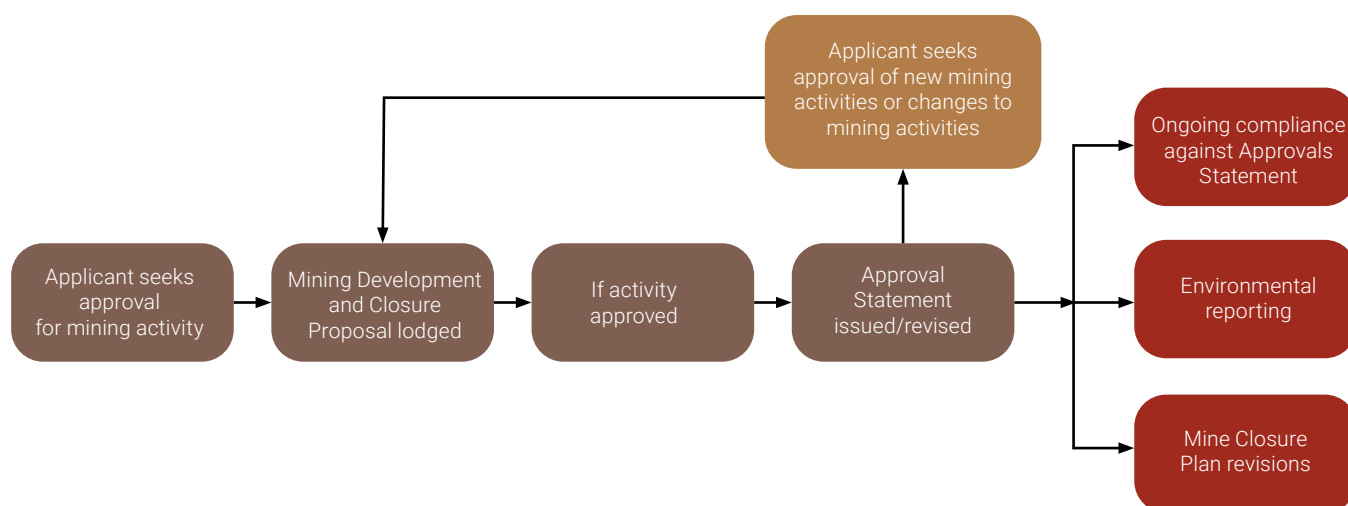 Applicant seeks
approval of new mining
activities or changes to
mining activities
Ongoing compliance
against Approvals
Statement
Applicant seeks
approval
for mining activity
Mining Development
and Closure
Proposal lodged
If activity
approved
Approval
Statement
issued/revised
Environmental
reporting
Mine Closure
Plan revisions